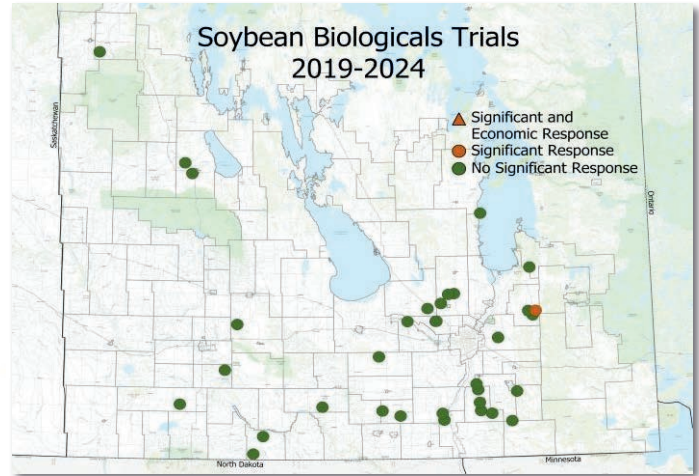 Soybean Biologicals Trials
2019-2024
Significant and
Economic Response
Significant Response
No Significant Response
Saskatchewan
Ontario
North Dakota
Minnesota